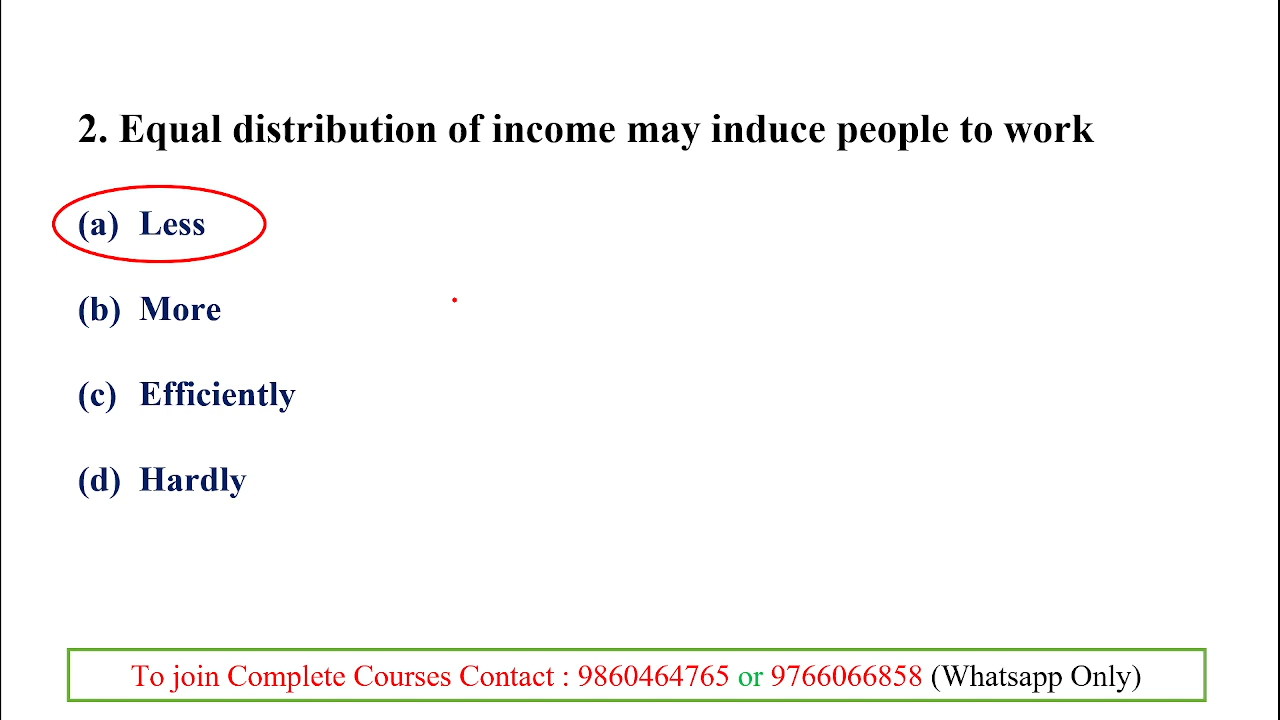 2. Equal distribution of income may induce people to work
(a) Less
(b) More
(c) Efficiently
(d) Hardly
To join Complete Courses Contact : 9860464765 or 9766066858 (Whatsapp Only)